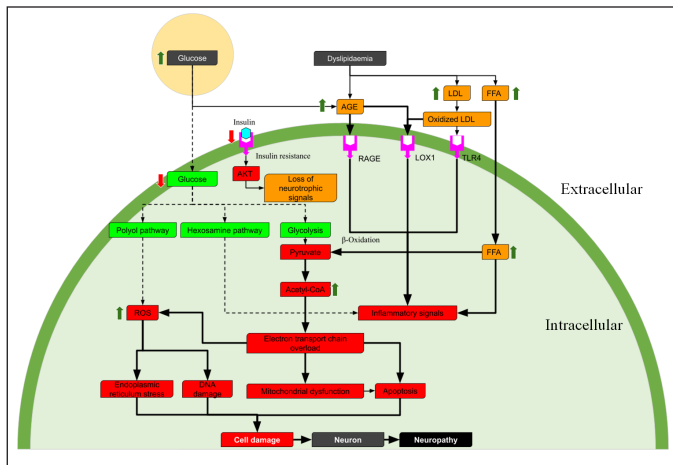 Glucose
Dyslipidaemia
LDL
FFA
AGE
Oxidized LDL
Insulin
Insulin resistance
RAGE
LOX1
TLR4
AKT
Glucose
Loss of
neurotrophic
signals
Extracellular
Polyol pathway
Hexosamine pathway
Glycolysis
β-Oxidation
Pyruvate
FFA
Acetyl-CoA
ROS
Inflammatory signals
Intracellular
Electron transport chain
overload
Endoplasmic
reticulum stress
DNA
damage
Mitochondrial dysfunction
Apoptosis
Cell damage
Neuron
Neuropathy